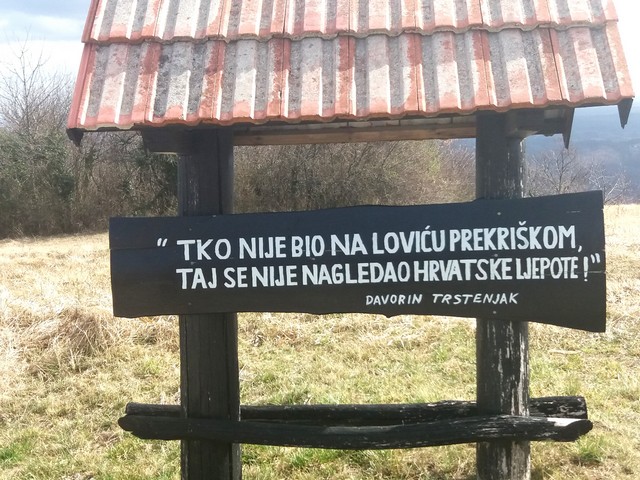 “ TKO NIJE BIO NA LOVIĆU PREKRIŠKOM,
TAJ SE NIJE NAGLEDAO HRVATSKE LJEPOTE !”
DAVORIN TRSTENJAK